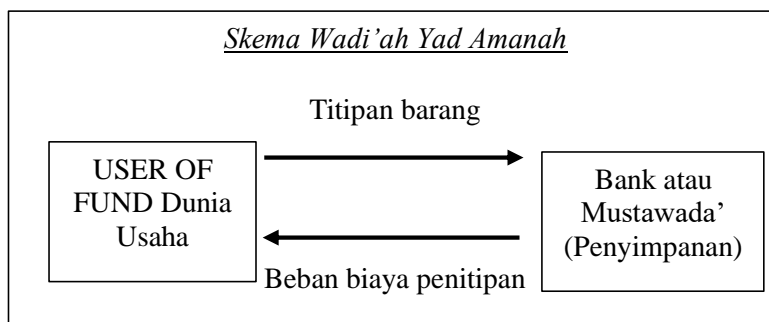 Skema Wadi’ah Yad Amanah
Titipan barang
USER OF
FUND Dunia
Usaha
Bank atau
Mustawada’
(Penyimpanan)
Beban biaya penitipan